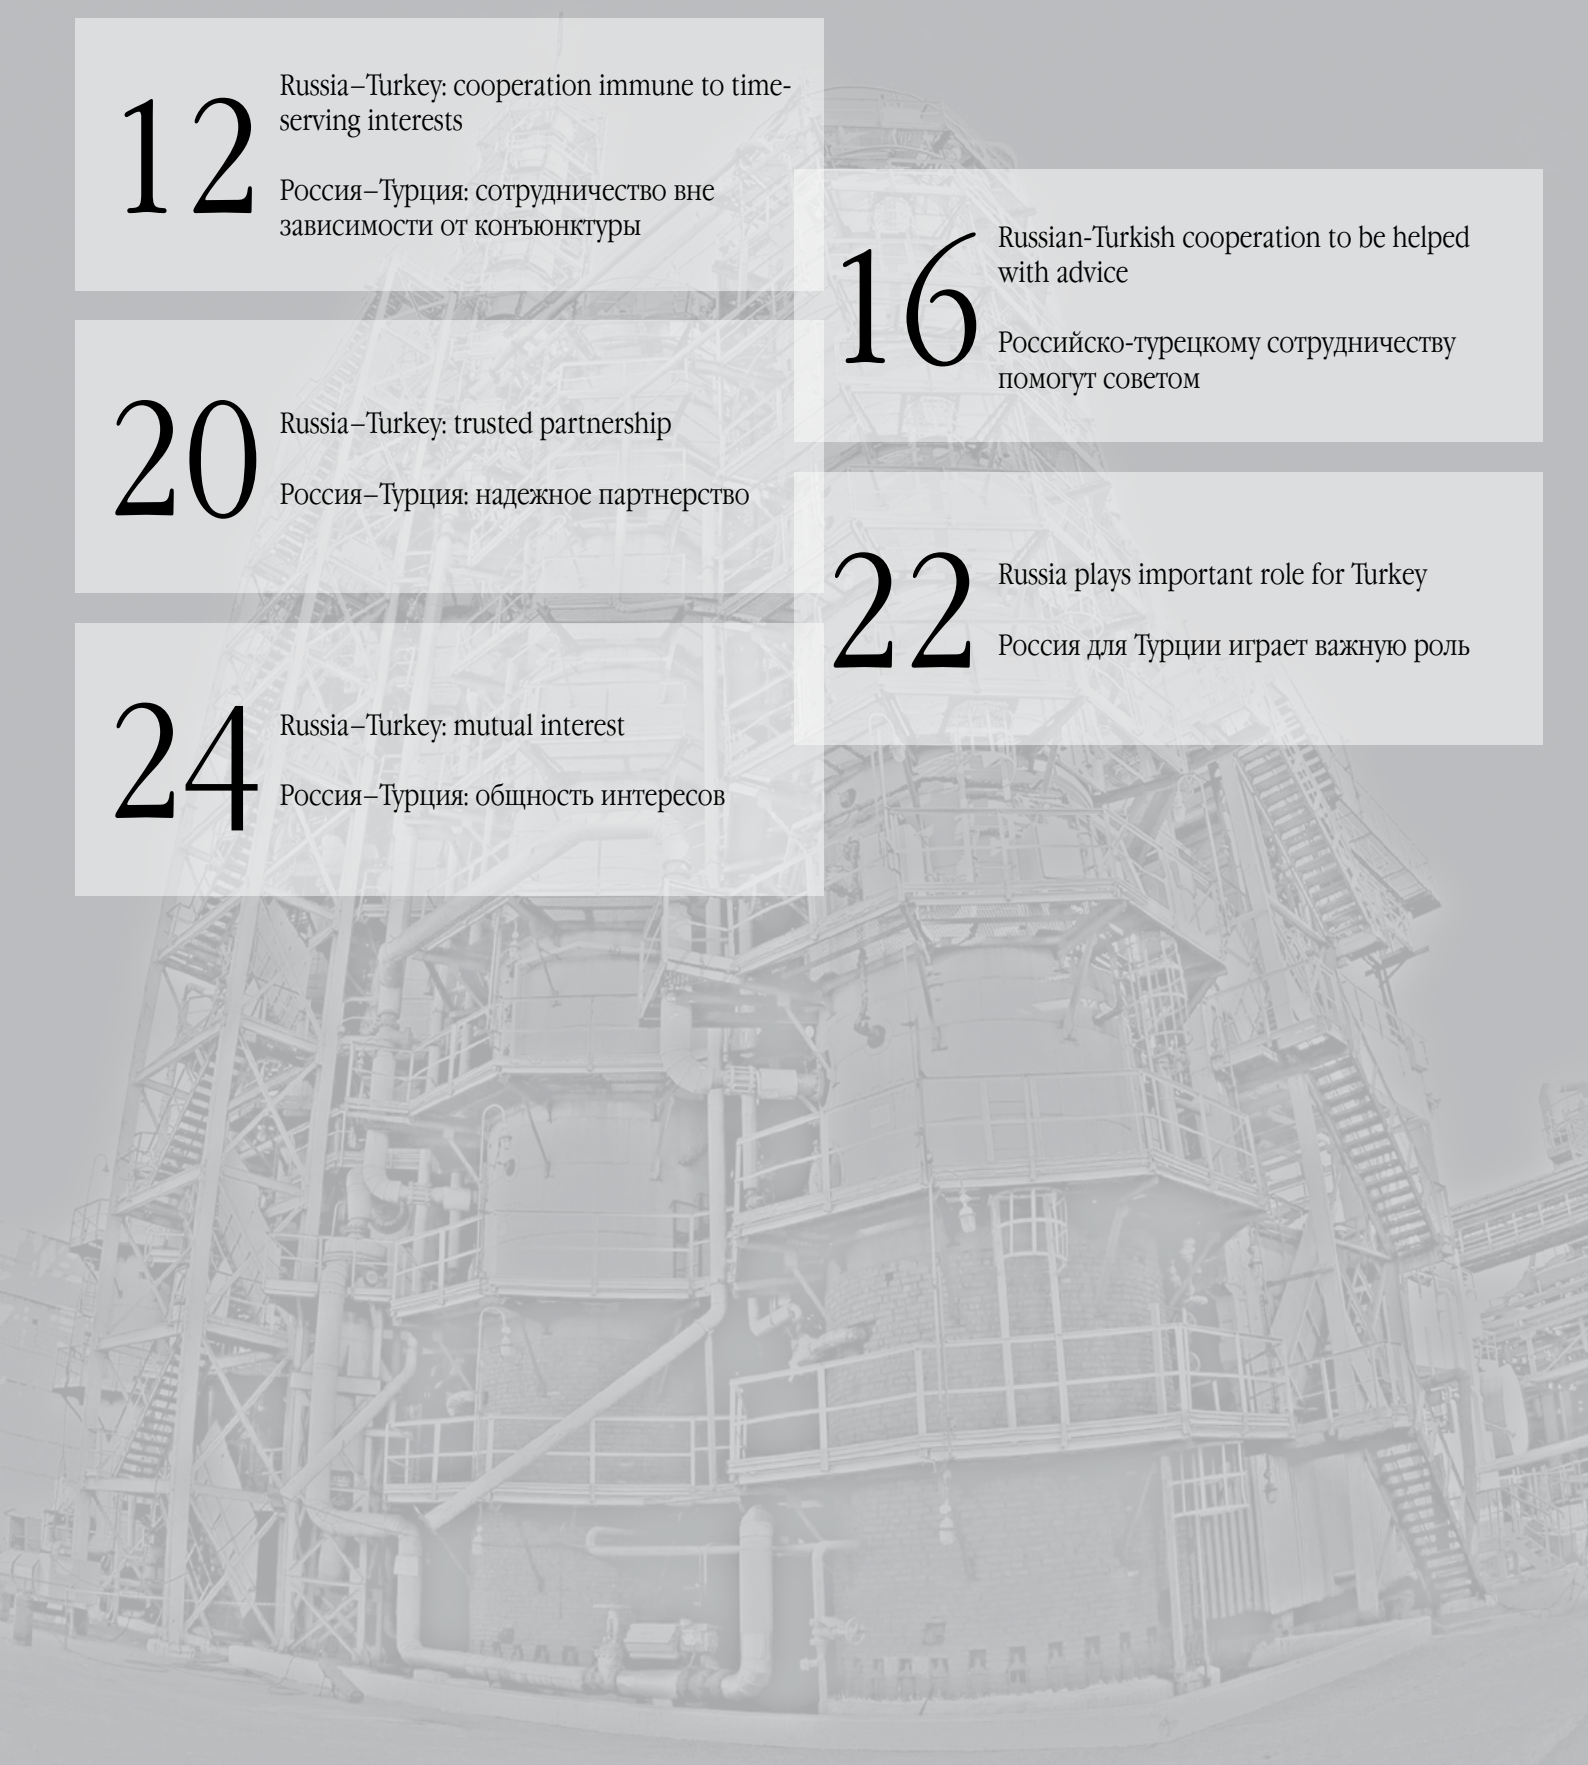 12
Russia–Turkey: cooperation immune to time-
serving interests
Россия–Турция: сотрудничество вне
зависимости от конъюнктуры
16
Russian-Turkish cooperation to be helped
with advice
Российско-турецкому сотрудничеству
помогут советом
20
Russia–Turkey: trusted partnership
Россия–Турция: надежное партнерство
22
Russia plays important role for Turkey
Россия для Турции играет важную роль
24
Russia–Turkey: mutual interest
Россия–Турция: общность интересов